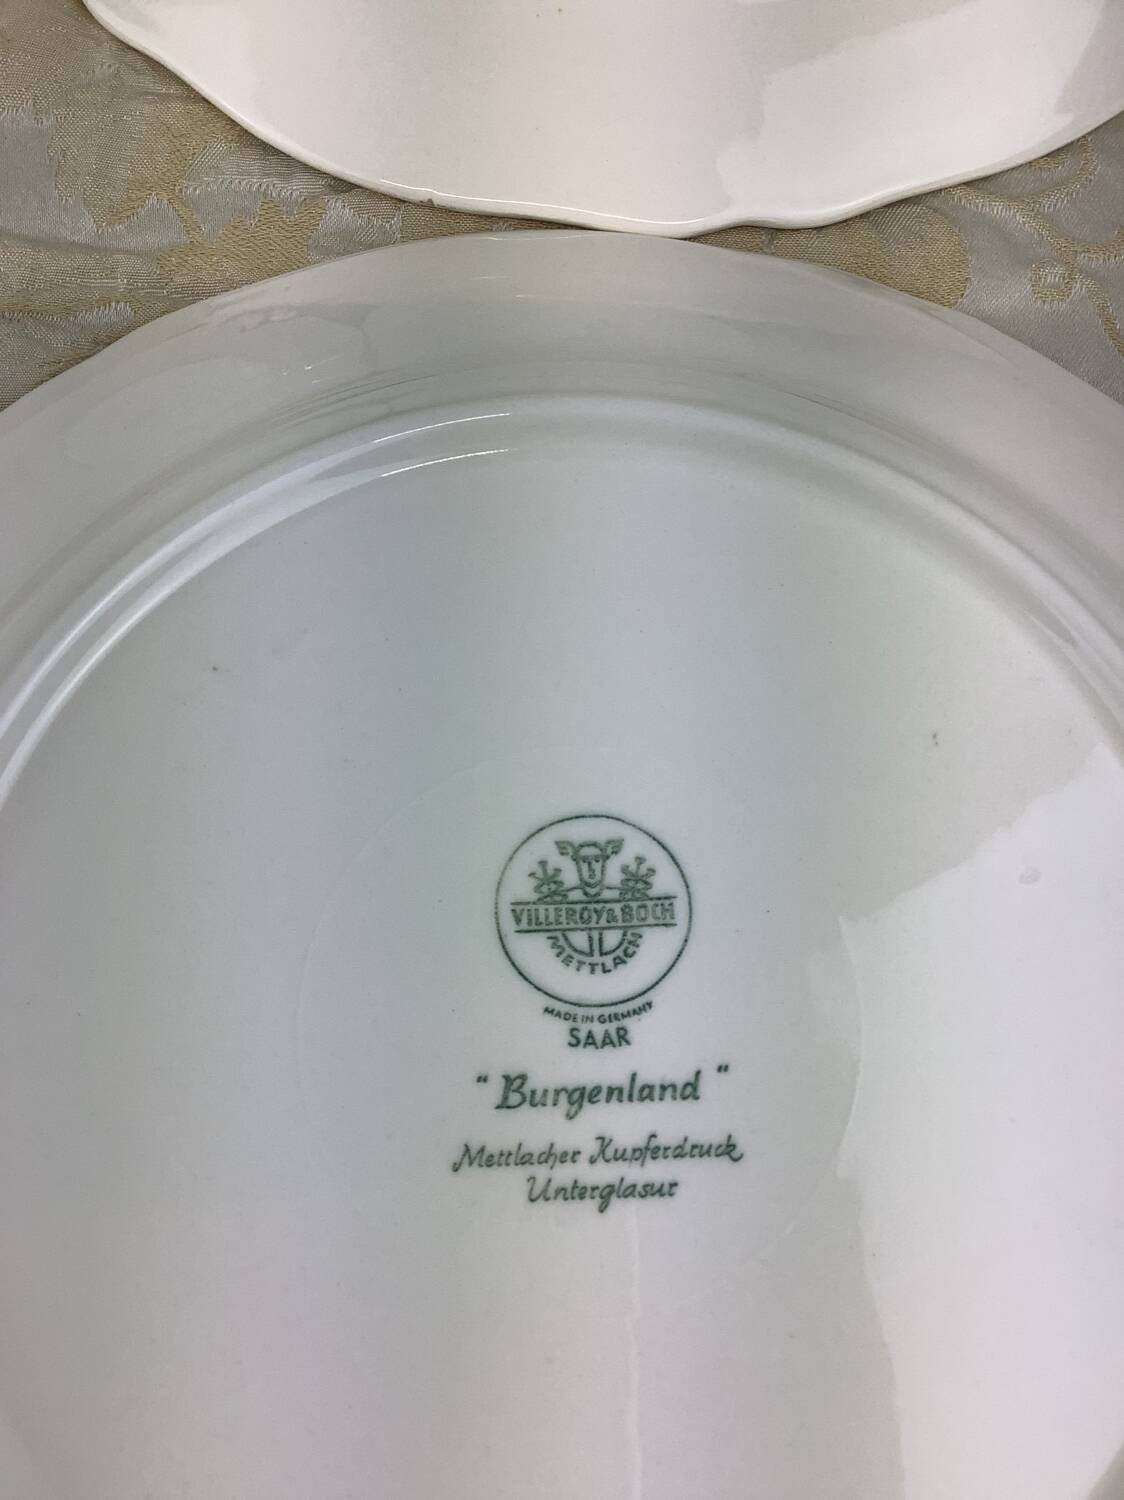 VILLEROY & BOCH
METTLACH
MADE IN GERMANY
SAAR
"Burgenland"
Mettlacher Kupferdruck
Unterglasur